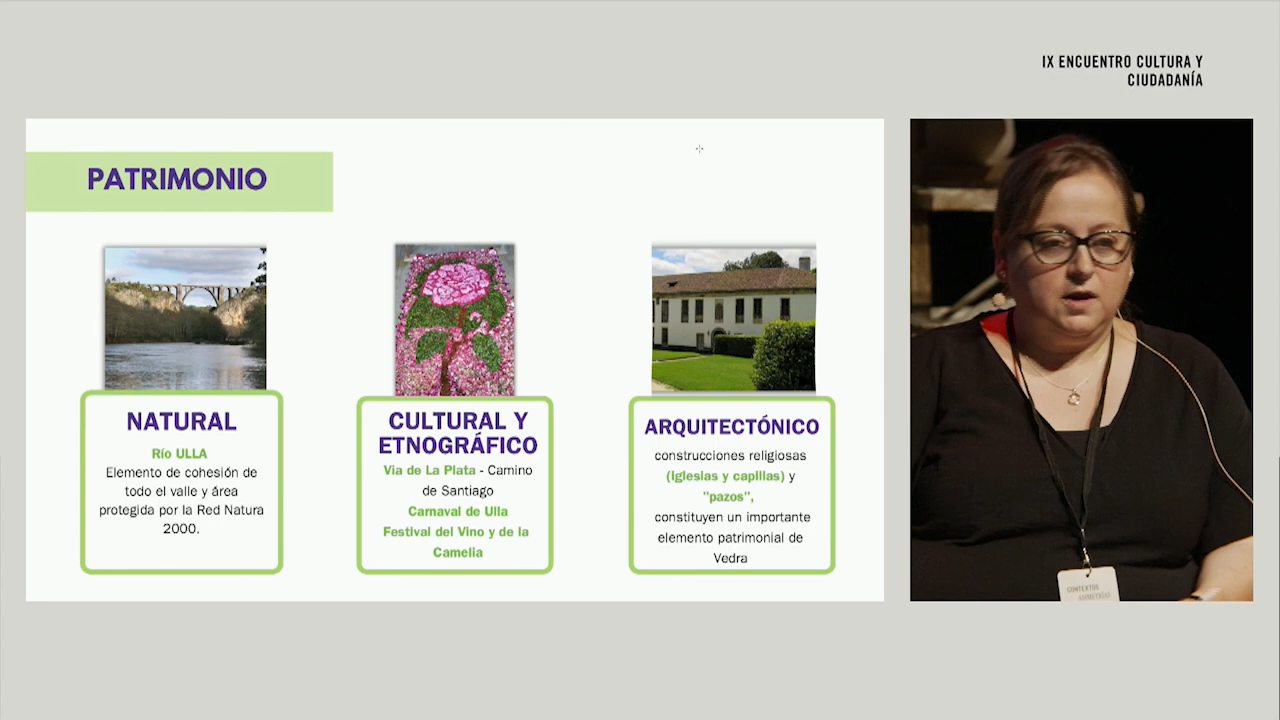 IX ENCUENTRO CULTURA Y
CIUDADANÍA
PATRIMONIO
NATURAL
Río ULLA
Elemento de cohesión de
todo el valle y área
protegida por la Red Natura
2000.
CULTURAL Y
ETNOGRÁFICO
Vía de La Plata - Camino
de Santiago
Carnaval de Ulla
Festival del Vino y de la
Camelia
ARQUITECTÓNICO
construcciones religiosas
(iglesias y capillas) y
"pazos",
constituyen un importante
elemento patrimonial de
Vedra
CONTEXTOS